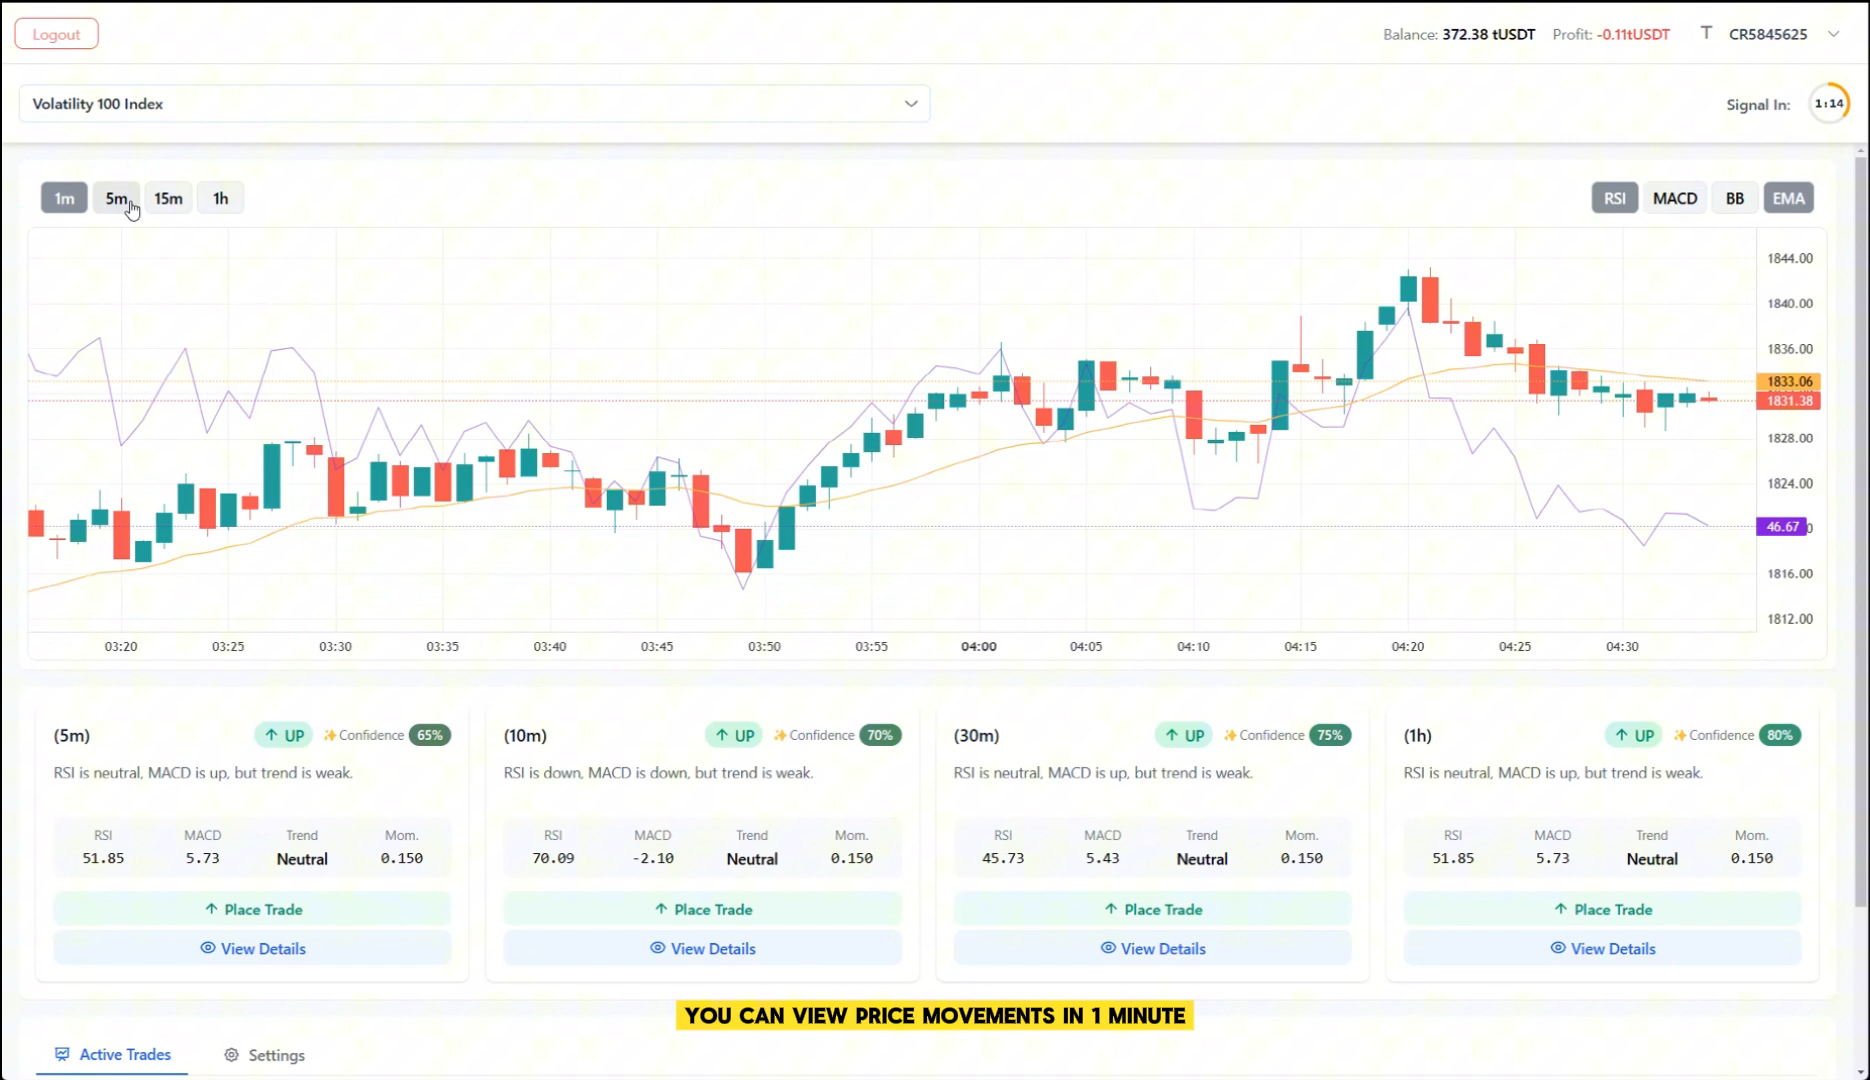 Logout
Balance: 372.38 tUSDT Profit: -0.11tUSDT T CR5845625
Volatility 100 Index
Signal In: 1:14
1m 5m 15m 1h
RSI MACD BB EMA
1844.00
1840.00
1836.00
1833.06
1831.38
1828.00
1824.00
46.67
1816.00
1812.00
03:20 03:25 03:30 03:35 03:40 03:45 03:50 03:55 04:00 04:05 04:10 04:15 04:20 04:25 04:30
(5m) UP Confidence 65%
RSI is neutral, MACD is up, but trend is weak.
RSI MACD Trend Mom.
51.85 5.73 Neutral 0.150
Place Trade
View Details
(10m) UP Confidence 70%
RSI is down, MACD is down, but trend is weak.
RSI MACD Trend Mom.
70.09 -2.10 Neutral 0.150
Place Trade
View Details
(30m) UP Confidence 75%
RSI is neutral, MACD is up, but trend is weak.
RSI MACD Trend Mom.
45.73 5.43 Neutral 0.150
Place Trade
View Details
(1h) UP Confidence 80%
RSI is neutral, MACD is up, but trend is weak.
RSI MACD Trend Mom.
51.85 5.73 Neutral 0.150
Place Trade
View Details
YOU CAN VIEW PRICE MOVEMENTS IN 1 MINUTE
Active Trades Settings